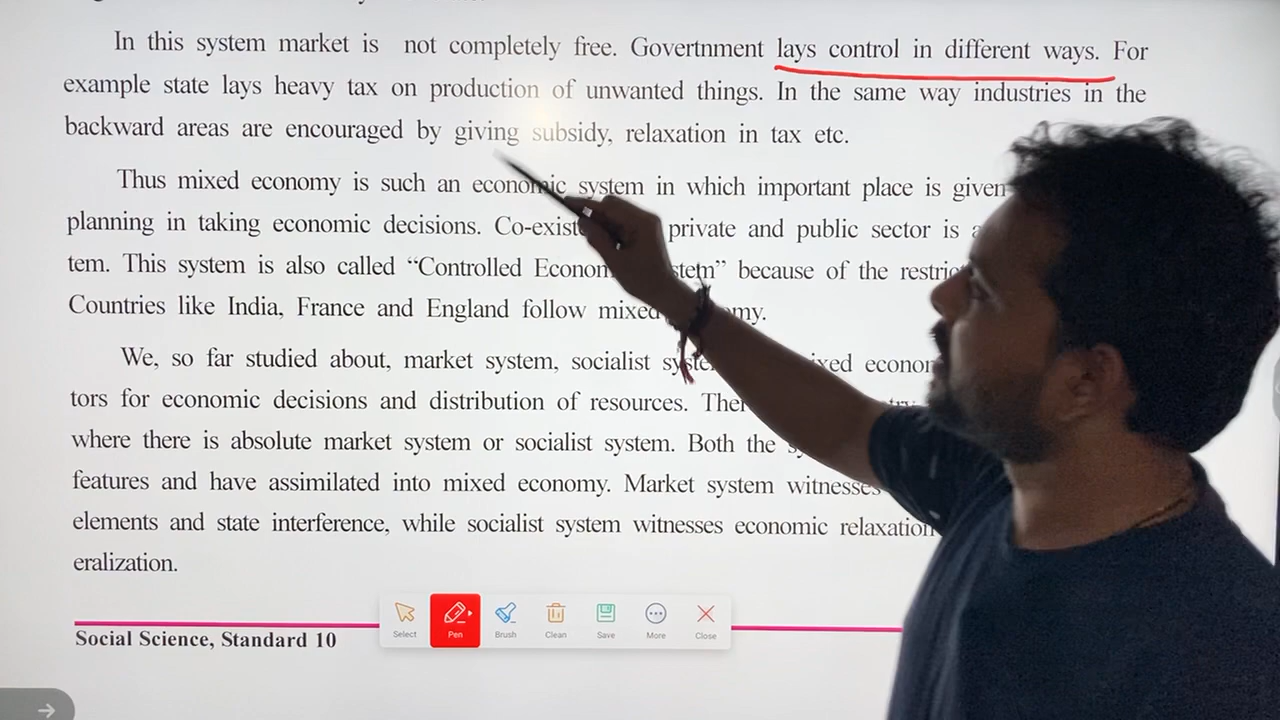 In this system market is not completely free. Govertnment lays control in different ways. For
example state lays heavy tax on production of unwanted things. In the same way industries in the
backward areas are encouraged by giving subsidy, relaxation in tax etc.
Thus mixed economy is such an economic system in which important place is given
planning in taking economic decisions. private and public sector is
tem. This system is also called “Controlled because of the
Countries like India, France and England follow mixed
We, so far studied about, market system, socialist
tors for economic decisions and distribution of resources.
where there is absolute market system or socialist system. Both the
features and have assimilated into mixed economy. Market system witnesses
elements and state interference, while socialist system witnesses economic relaxation
eralization.
Select Pen Brush Clean Save More Close
Social Science, Standard 10